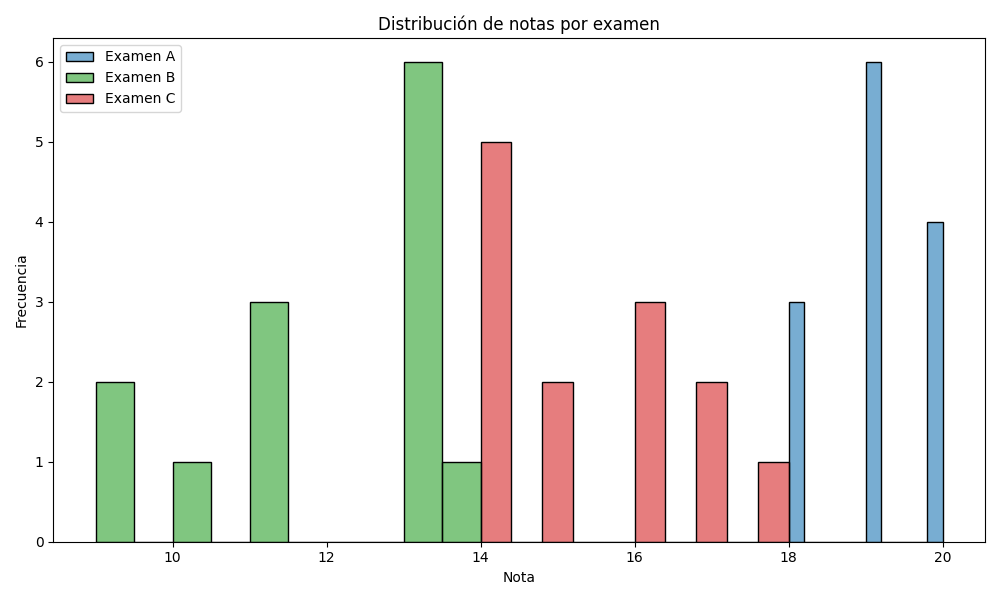 Distribución de notas por examen
Examen A
Examen B
Examen C
Frecuencia
6
5
4
3
2
1
0
10 12 14 16 18 20
Nota